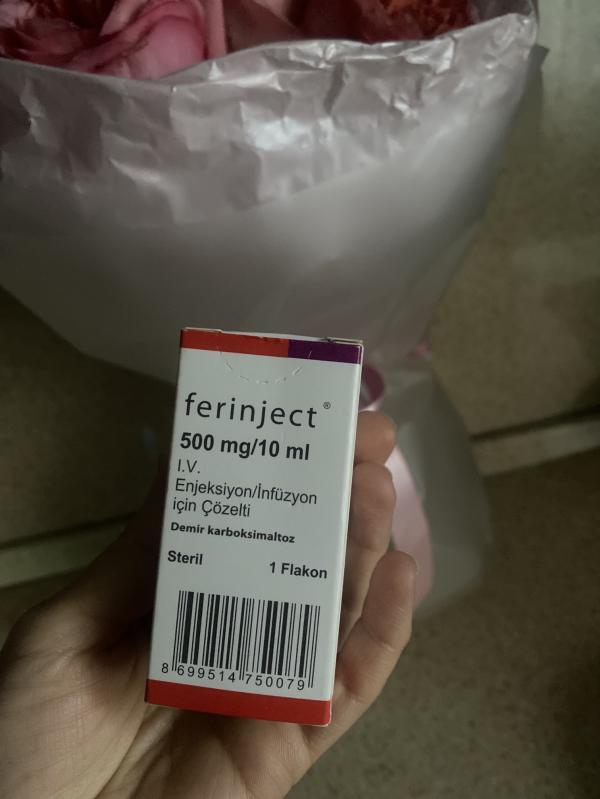 ferinject®
500 mg/10 ml
I.V.
Enjeksiyon/İnfüzyon
için Çözelti
Demir karboksimaltoz
Steril 1 Flakon
8 699514 750079